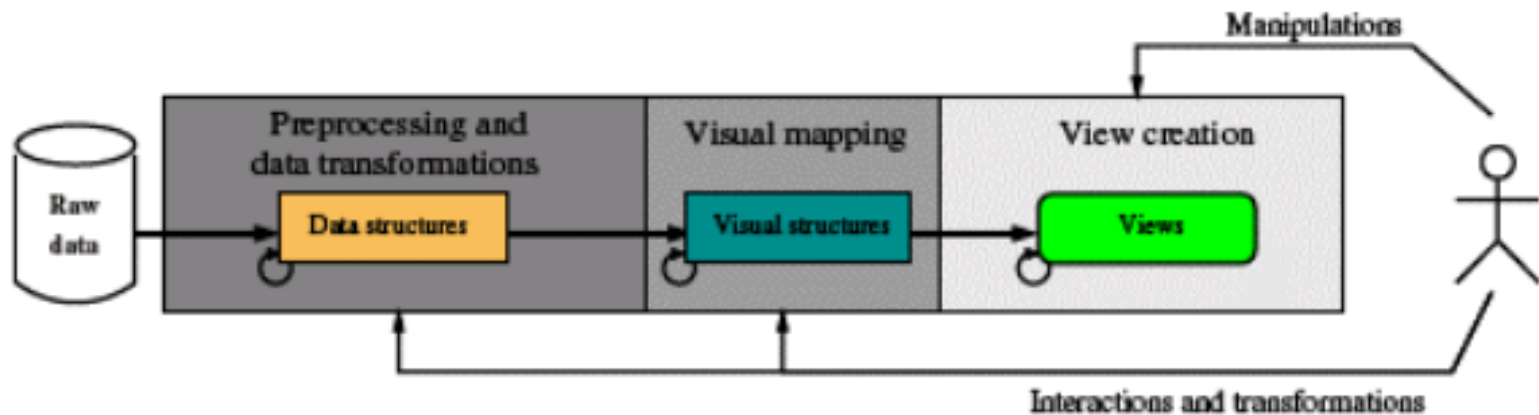 Manipulations
Preprocessing and
data transformations
Visual mapping
View creation
Raw
data
Data structures
Visual structures
Views
Interactions and transformations